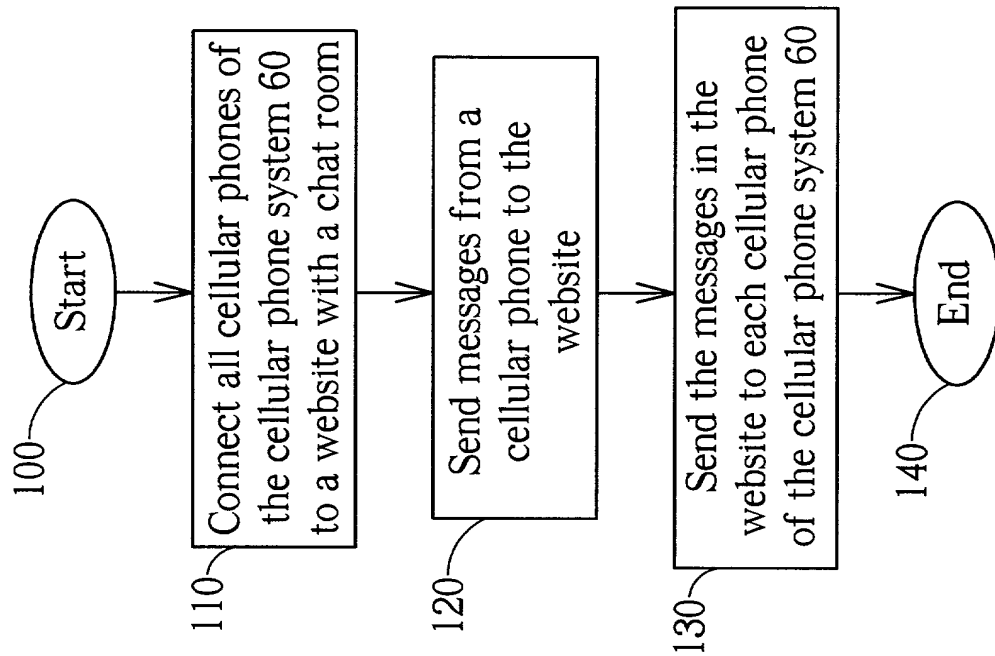 Start
100
Connect all cellular phones of
the cellular phone system 60
to a website with a chat room
110
Send messages from a
cellular phone to the
website
120
Send the messages in the
website to each cellular phone
of the cellular phone system 60
130
End
140